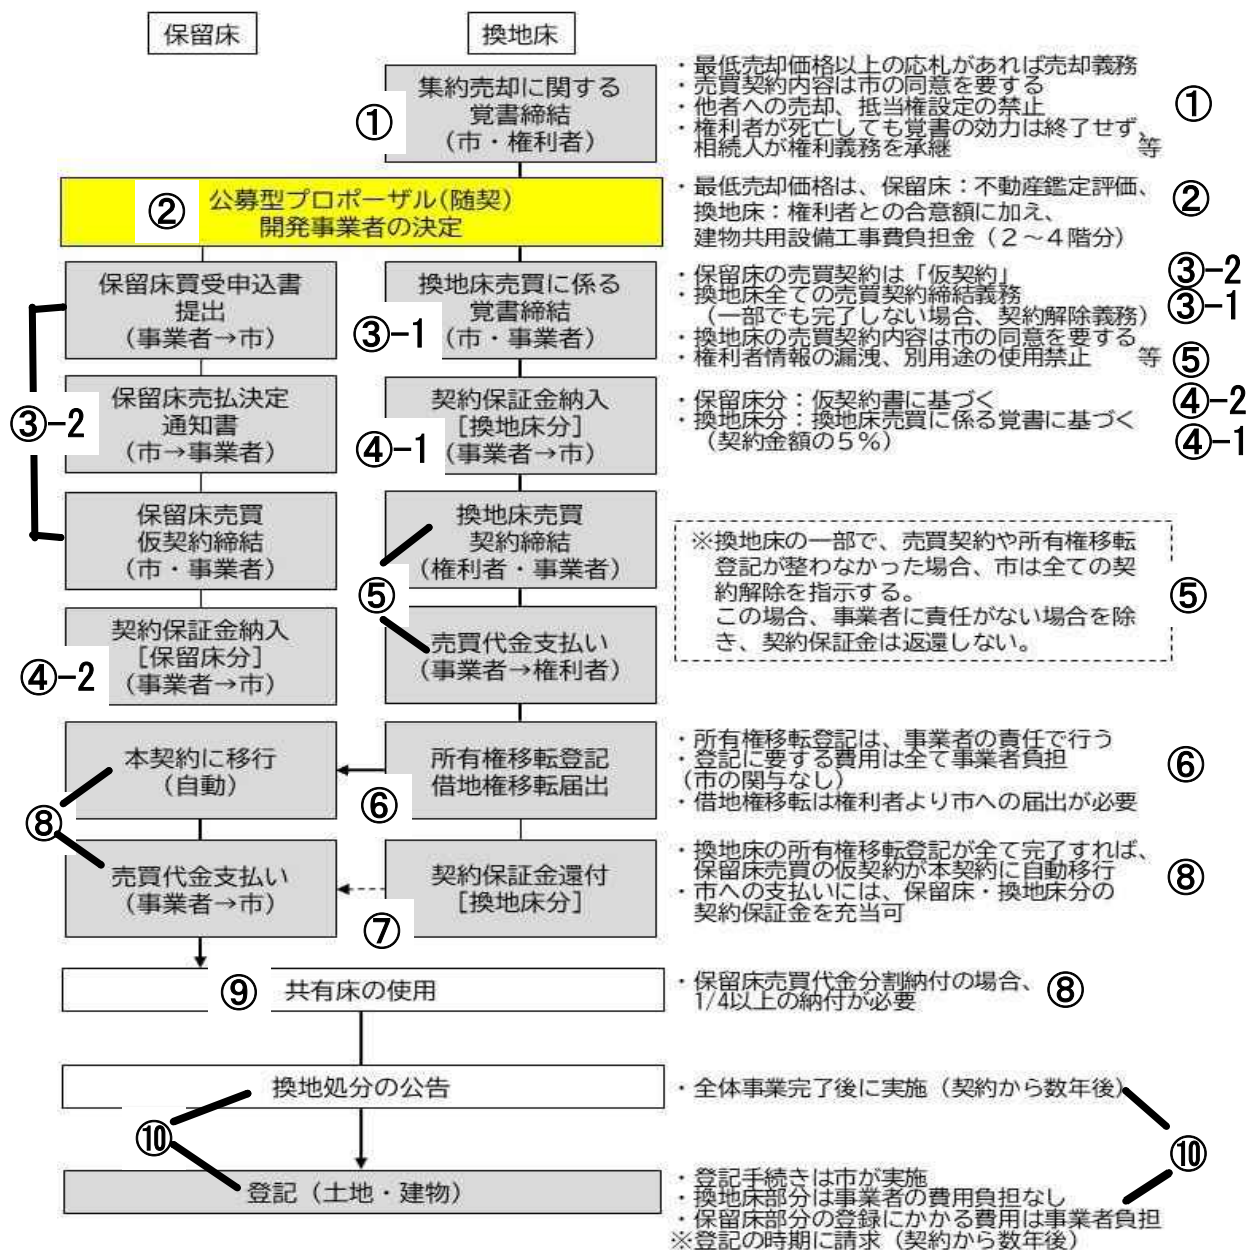 保留床
換地床
集約売却に関する
覚書締結
(市・権利者)
①
・最低売却価格以上の応札があれば売却義務
・売買契約内容は市の同意を要する
・他者への売却、抵当権設定の禁止
・権利者が死亡しても覚書の効力は終了せず、
相続人が権利義務を承継 等
①
②
公募型プロポーザル(随契)
開発事業者の決定
・最低売却価格は、保留床：不動産鑑定評価、
換地床：権利者との合意額に加え、
建物共用設備工事費負担金（２～４階分）
②
保留床買受申込書
提出
(事業者→市)
換地床売買に係る
覚書締結
(市・事業者)
③-1
・保留床の売買契約は「仮契約」
・換地床全ての売買契約締結義務
（一部でも完了しない場合、契約解除義務）
・換地床の売買契約内容は市の同意を要する
・権利者情報の漏洩、別用途の使用禁止 等
③-2
③-1
⑤
③-2
保留床売払決定
通知書
(市→事業者)
契約保証金納入
[換地床分]
(事業者→市)
④-1
・保留床分：仮契約書に基づく
・換地床分：換地床売買に係る覚書に基づく
（契約金額の５％）
④-2
④-1
保留床売買
仮契約締結
(市・事業者)
換地床売買
契約締結
(権利者・事業者)
⑤
※換地床の一部で、売買契約や所有権移転
登記が整わなかった場合、市は全ての契
約解除を指示する。
この場合、事業者に責任がない場合を除
き、契約保証金は返還しない。
⑤
契約保証金納入
[保留床分]
(事業者→市)
④-2
売買代金支払い
(事業者→権利者)
本契約に移行
(自動)
所有権移転登記
借地権移転届出
⑥
・所有権移転登記は、事業者の責任で行う
・登記に要する費用は全て事業者負担
（市の関与なし）
・借地権移転は権利者より市への届出が必要
⑥
⑧
売買代金支払い
(事業者→市)
契約保証金還付
[換地床分]
⑦
・換地床の所有権移転登記が全て完了すれば、
保留床売買の仮契約が本契約に自動移行
・市への支払いには、保留床・換地床分の
契約保証金を充当可
⑧
⑨ 共有床の使用
・保留床売買代金分割納付の場合、
1/4以上の納付が必要
⑧
換地処分の公告
・全体事業完了後に実施（契約から数年後）
⑩
⑩
登記（土地・建物）
・登記手続きは市が実施
・換地床部分は事業者の費用負担なし
・保留床部分の登録にかかる費用は事業者負担
※登記の時期に請求（契約から数年後）